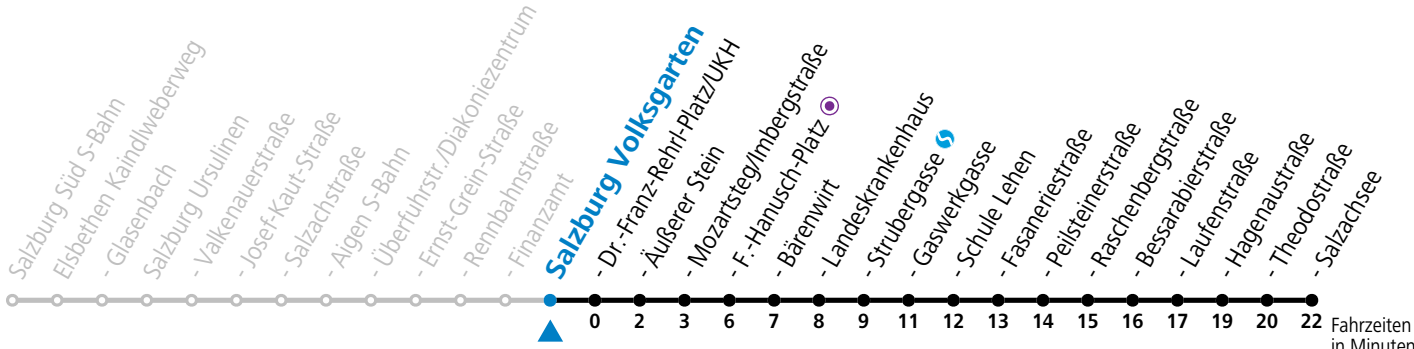 Salzburg Süd S-Bahn
Elsbethen Kaindlweberweg
- Glasenbach
Salzburg Ursulinen
- Valkenauerstraße
- Josef-Kaut-Straße
- Salzachstraße
- Aigen S-Bahn
- Überfuhrstr./Diakoniezentrum
- Ernst-Grein-Straße
- Rennbahnstraße
- Finanzamt
Salzburg Volksgarten
- Dr.-Franz-Rehrl-Platz/UKH
- Äußerer Stein
- Mozartsteg/Imbergstraße
- F.-Hanusch-Platz
- Bärenwirt
- Landeskrankenhaus
- Strubergasse
- Gaswerkgasse
- Schule Lehen
- Fasaneriestraße
- Peilsteinerstraße
- Raschenbergstraße
- Bessarabierstraße
- Laufenstraße
- Hagenaustraße
- Theodostraße
- Salzachsee
0 2 3 6 7 8 9 11 12 13 14 15 16 17 19 20 22 Fahrzeiten
in Minuten